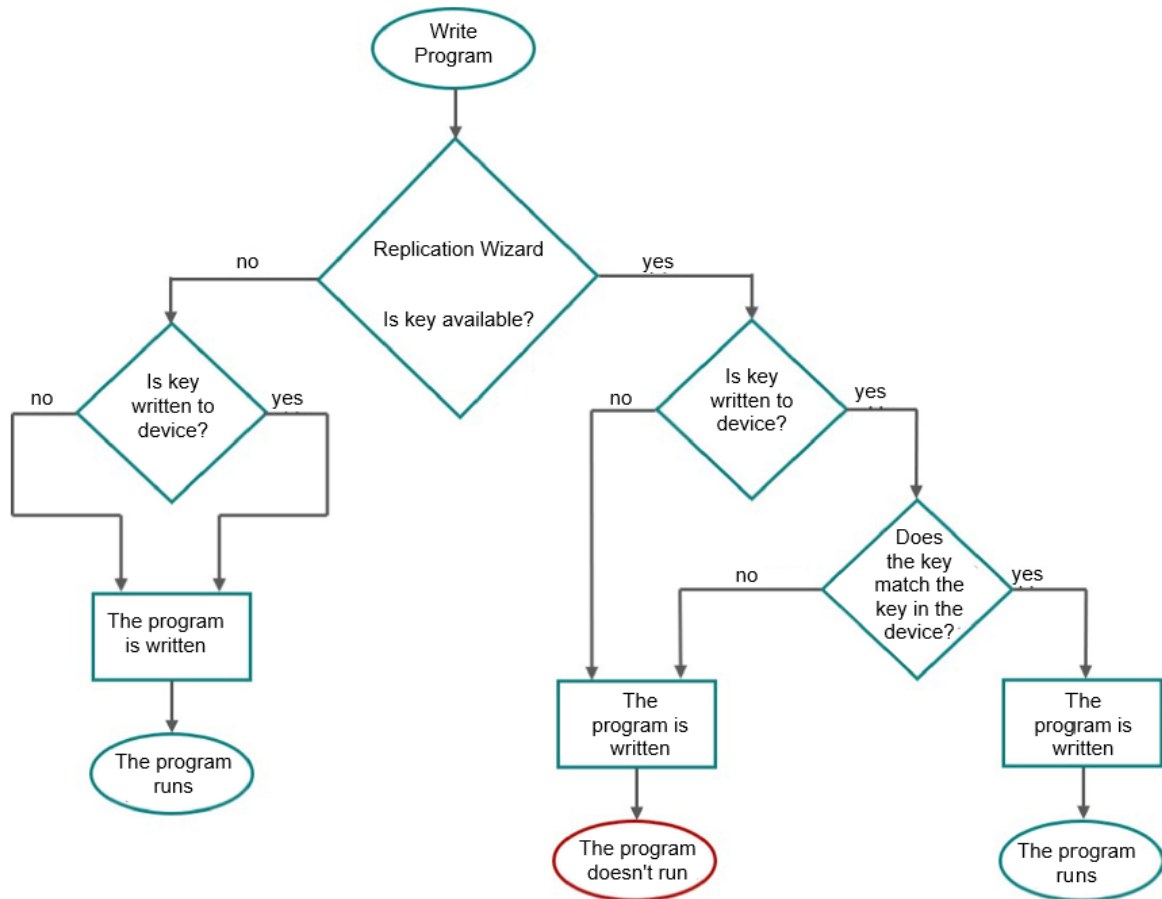 Write
Program
Replication Wizard
no
yes
Is key available?
Is key
written to
device?
no
yes
Is key
written to
device?
no
yes
Does
the key
match the
key in the
device?
no
yes
The program
is written
The
program is
written
The
program is
written
The program
runs
The program
doesn't run
The program
runs